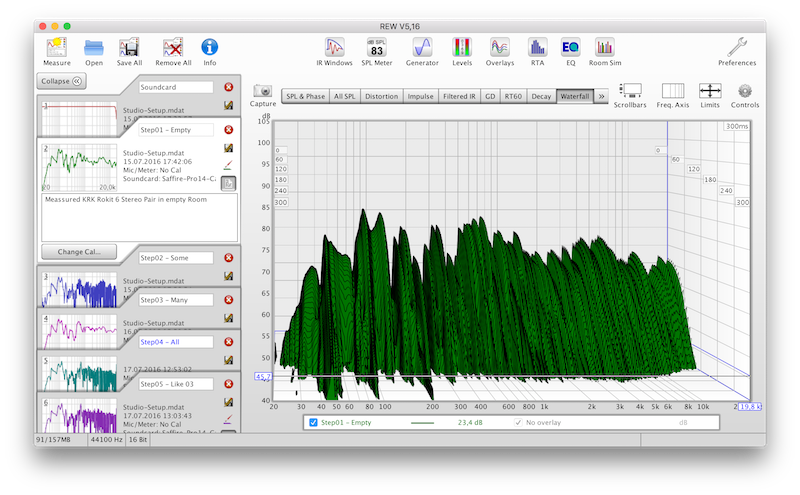 REW V5,16
Measure
Open
Save All
Remove All
Info
IR Windows
dB SPL
83
SPL Meter
Generator
Levels
Overlays
RTA
EQ
EQ
Room Sim
Preferences
Collapse
Soundcard
1
Studio-Setup.mdat
Step01 – Empty
2
20
20,0k
Studio-Setup.mdat
15.07.2016 17:42:06
Mic/Meter: No Cal
Soundcard: Saffire-Pro14-C
Meassured KRK Rokit 6 Stereo Pair in empty Room
Change Cal...
Step02 – Some
3
Studio-Setup.mdat
Step03 – Many
4
Studio-Setup.mdat
Step04 – All
5
17.07.2016 12:53:02
Step05 – Like 03
6
Studio-Setup.mdat
17.07.2016 13:03:43
Mic/Meter: No Cal
91/157MB
44100 Hz
16 Bit
Capture
SPL & Phase
All SPL
Distortion
Impulse
Filtered IR
GD
RT60
Decay
Waterfall
»
Scrollbars
Freq. Axis
Limits
Controls
dB
105
100
95
90
85
80
75
70
65
60
55
50
45,7
40
300ms
0
60
120
180
240
300
0
60
120
180
240
300
20 30 40 50 60 80 100 200 300 400 600 800 1k 2k 3k 4k 5k 6k 8k 10k 19,8 k
Step01 – Empty
23,4 dB
No overlay
dB